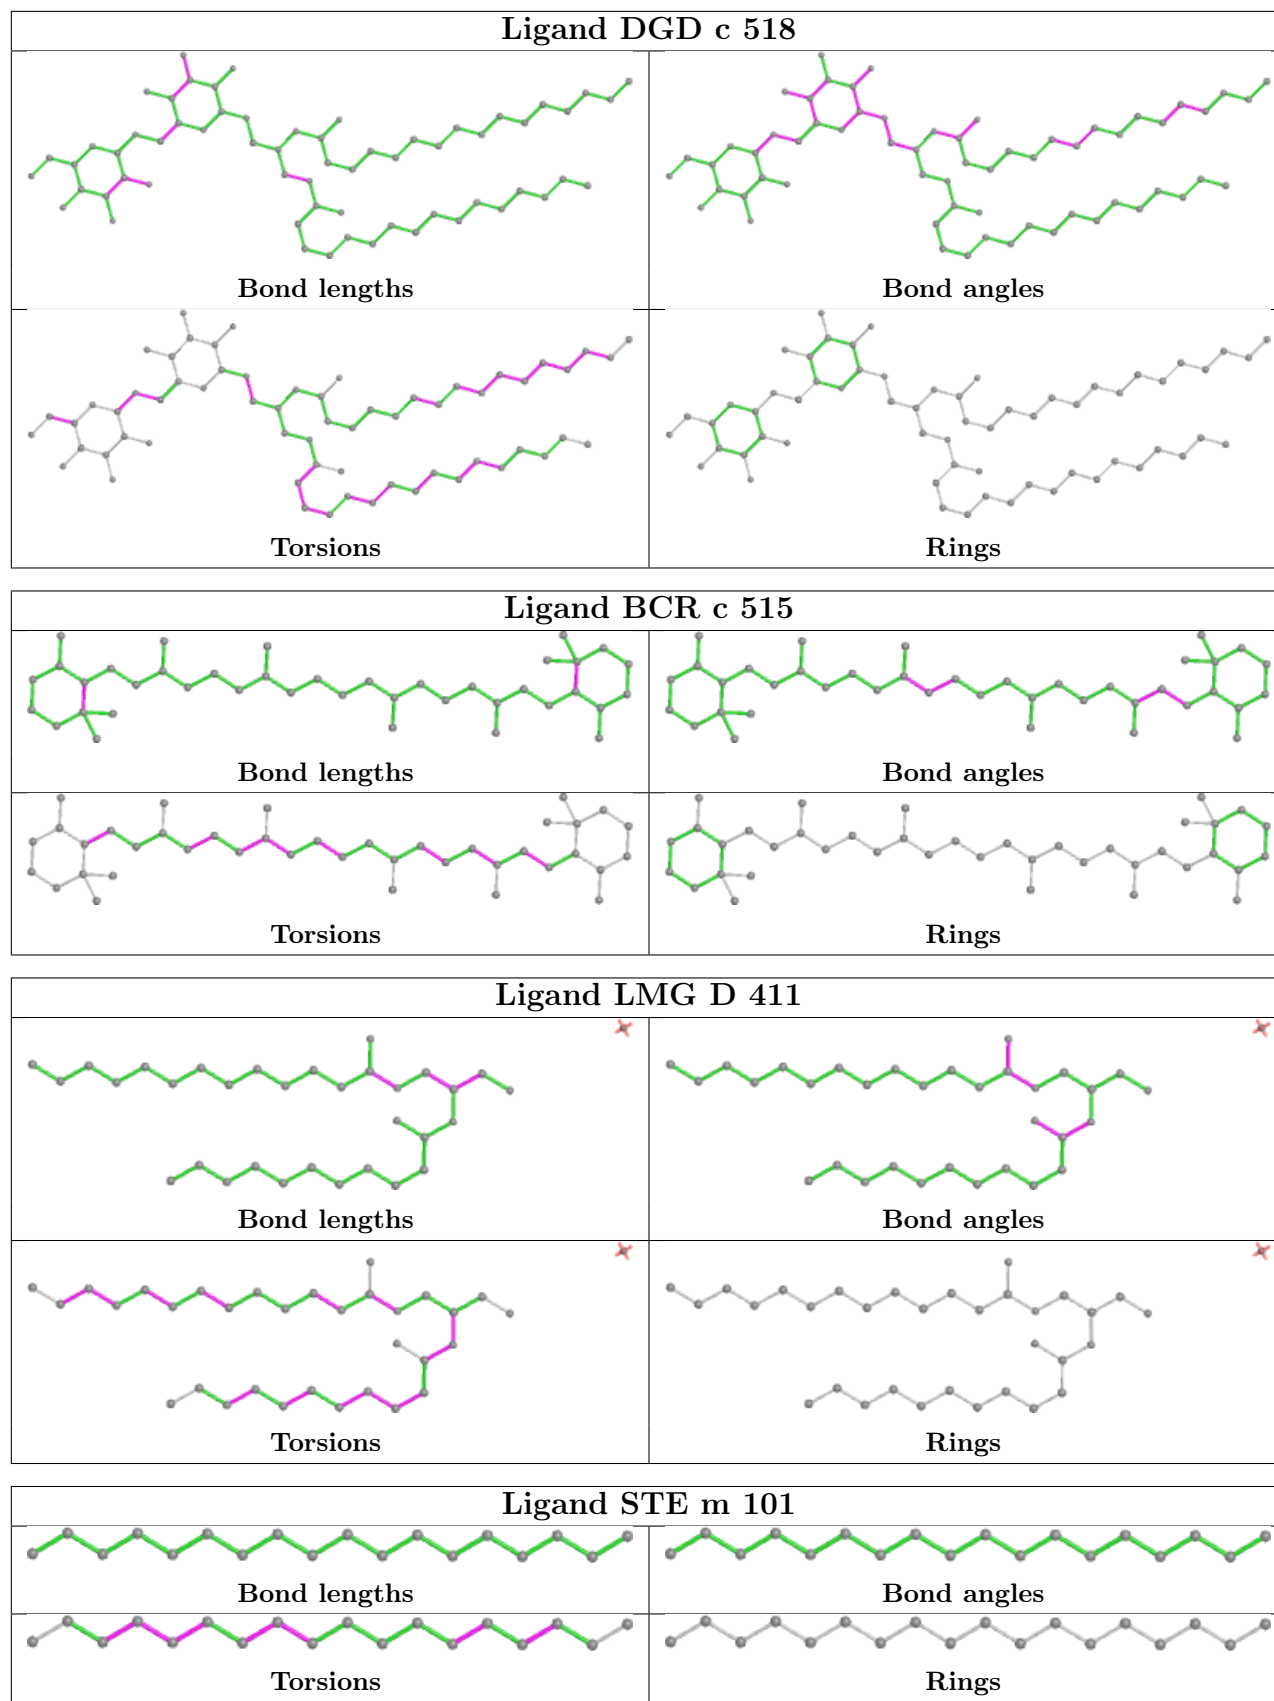 Ligand DGD c 518
Bond lengths
Bond angles
Torsions
Rings
Ligand BCR c 515
Bond lengths
Bond angles
Torsions
Rings
Ligand LMG D 411
Bond lengths
Bond angles
Torsions
Rings
Ligand STE m 101
Bond lengths
Bond angles
Torsions
Rings